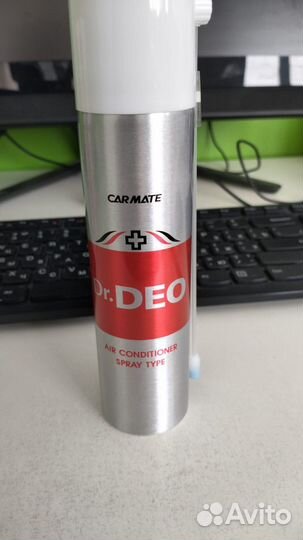 CARMATE
Dr.DEO
AIR CONDITIONER
SPRAY TYPE
Avito